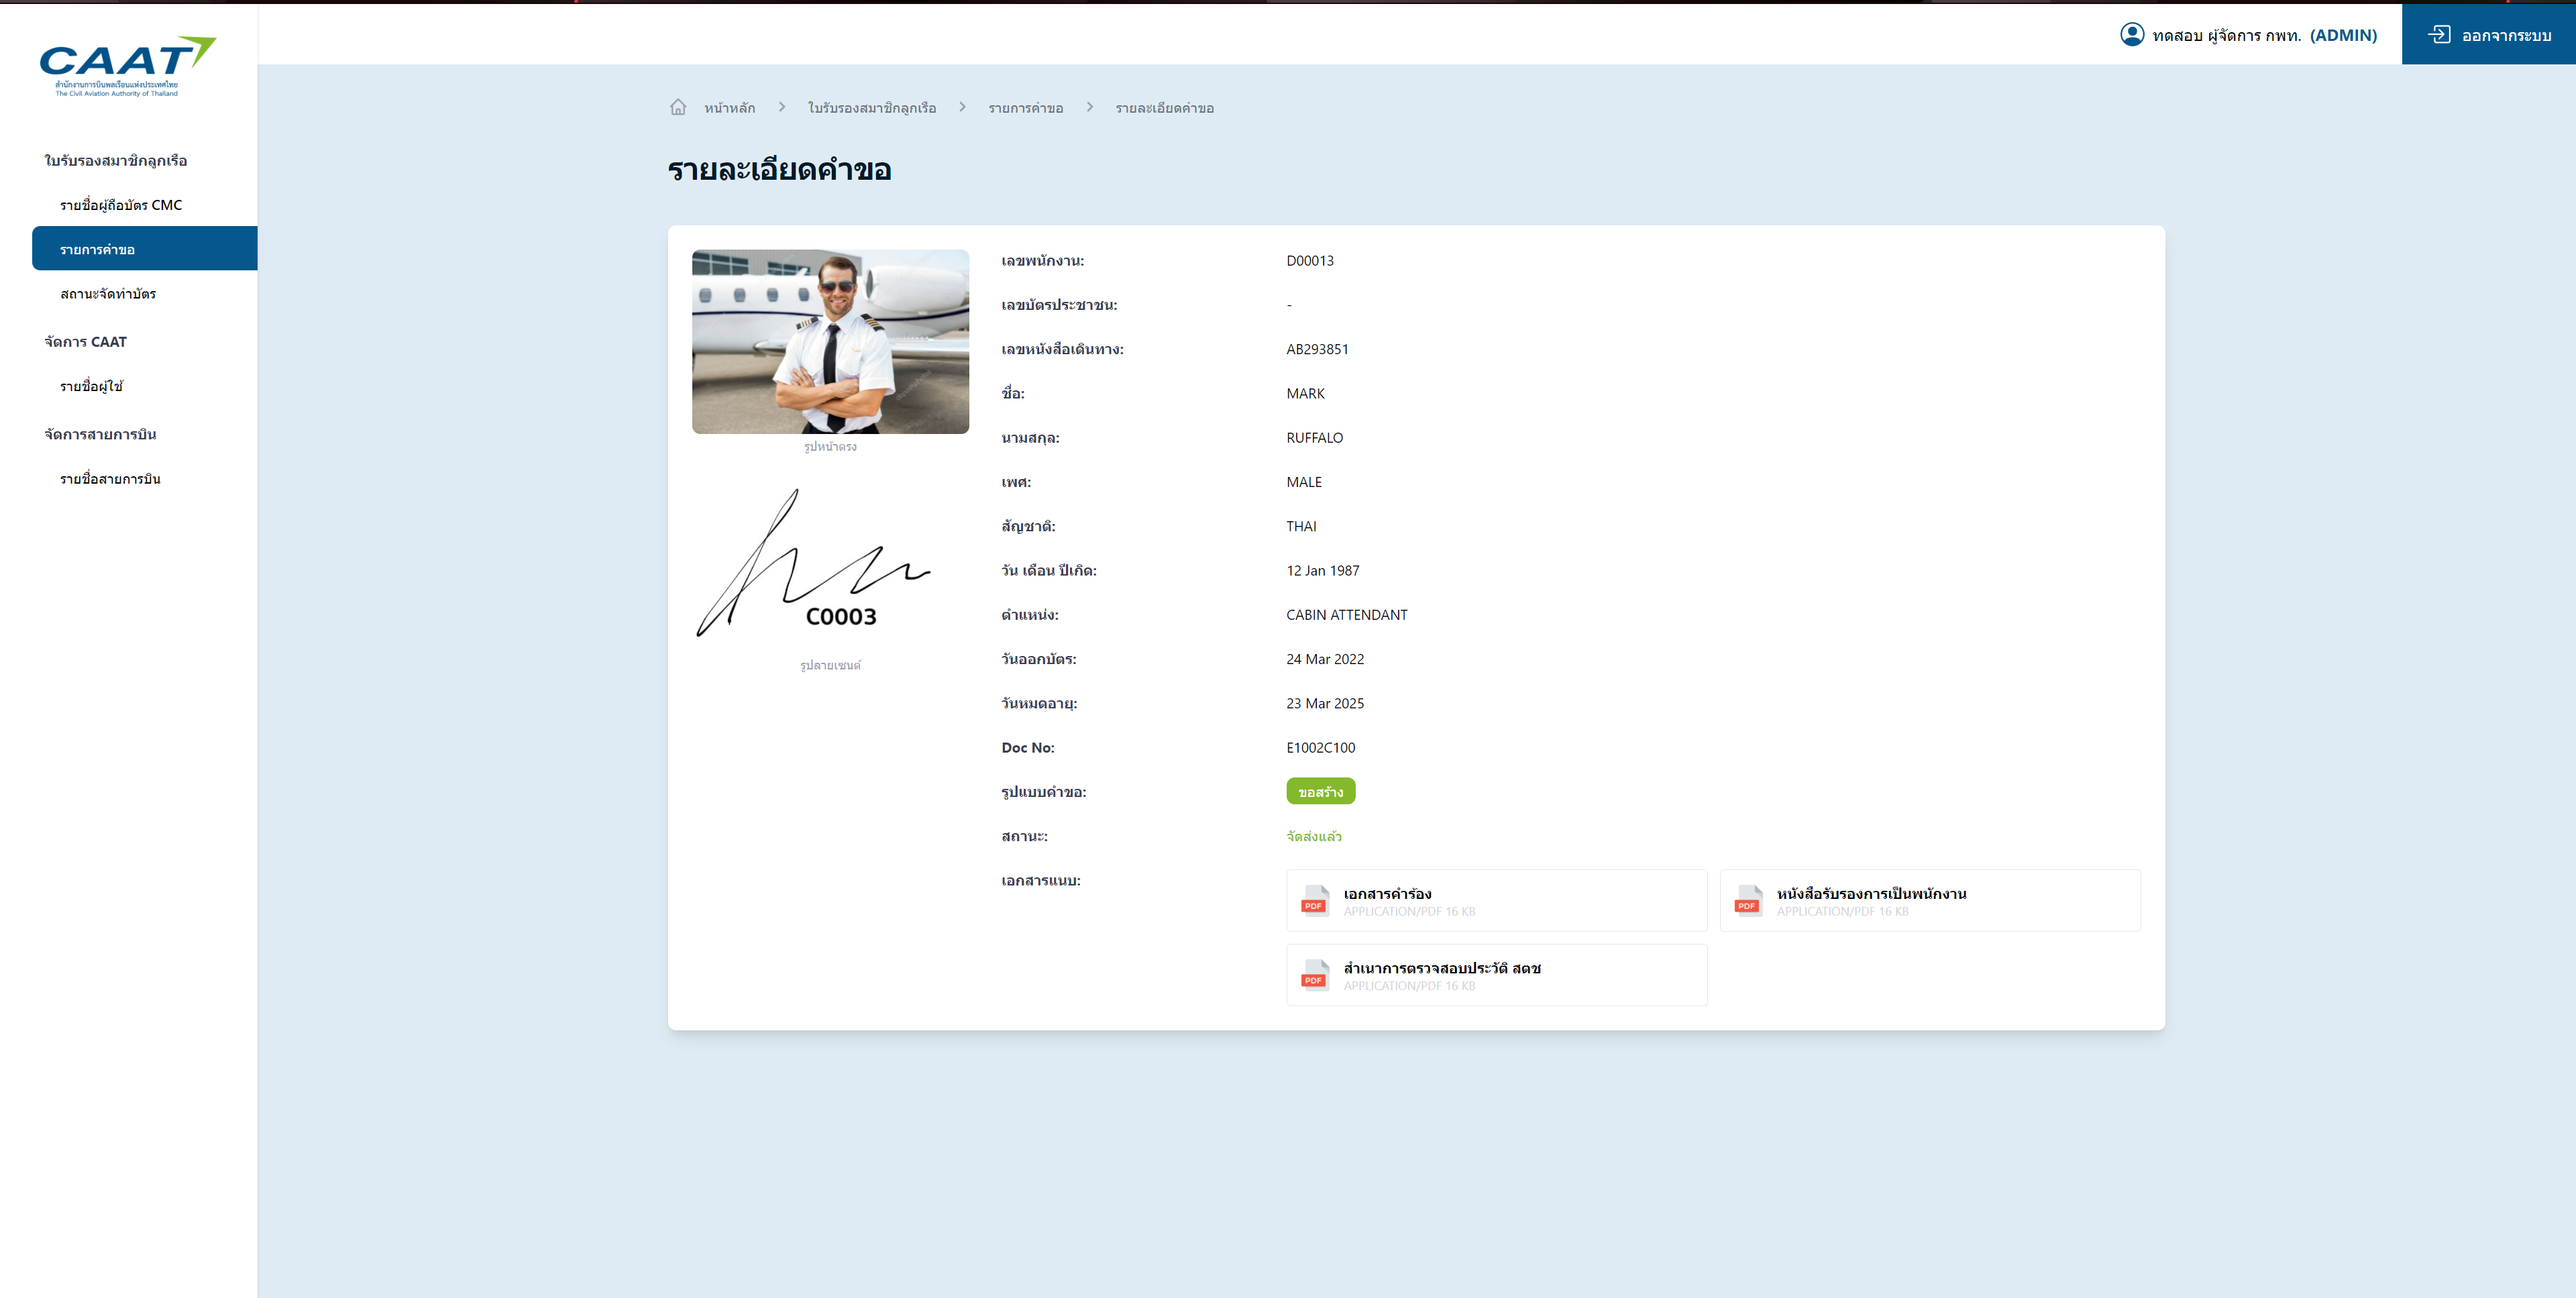 CAAT
สำนักงานการบินพลเรือนแห่งประเทศไทย
The Civil Aviation Authority of Thailand
ใบรับรองสมาชิกลูกเรือ
รายชื่อผู้ถือบัตร CMC
รายการคำขอ
สถานะจัดทำบัตร
จัดการ CAAT
รายชื่อผู้ใช้
จัดการสายการบิน
รายชื่อสายการบิน
ทดสอบ ผู้จัดการ กพท. (ADMIN)
ออกจากระบบ
หน้าหลัก > ใบรับรองสมาชิกลูกเรือ > รายการคำขอ > รายละเอียดคำขอ
รายละเอียดคำขอ
รูปหน้าตรง
C0003
รูปลายเซนต์
เลขพนักงาน: D00013
เลขบัตรประชาชน: -
เลขหนังสือเดินทาง: AB293851
ชื่อ: MARK
นามสกุล: RUFFALO
เพศ: MALE
สัญชาติ: THAI
วัน เดือน ปีเกิด: 12 Jan 1987
ตำแหน่ง: CABIN ATTENDANT
วันออกบัตร: 24 Mar 2022
วันหมดอายุ: 23 Mar 2025
Doc No: E1002C100
รูปแบบคำขอ: ขอสร้าง
สถานะ: จัดส่งแล้ว
เอกสารแนบ:
PDF เอกสารคำร้อง
APPLICATION/PDF 16 KB
PDF หนังสือรับรองการเป็นพนักงาน
APPLICATION/PDF 16 KB
PDF สำเนาการตรวจสอบประวัติ สตช
APPLICATION/PDF 16 KB